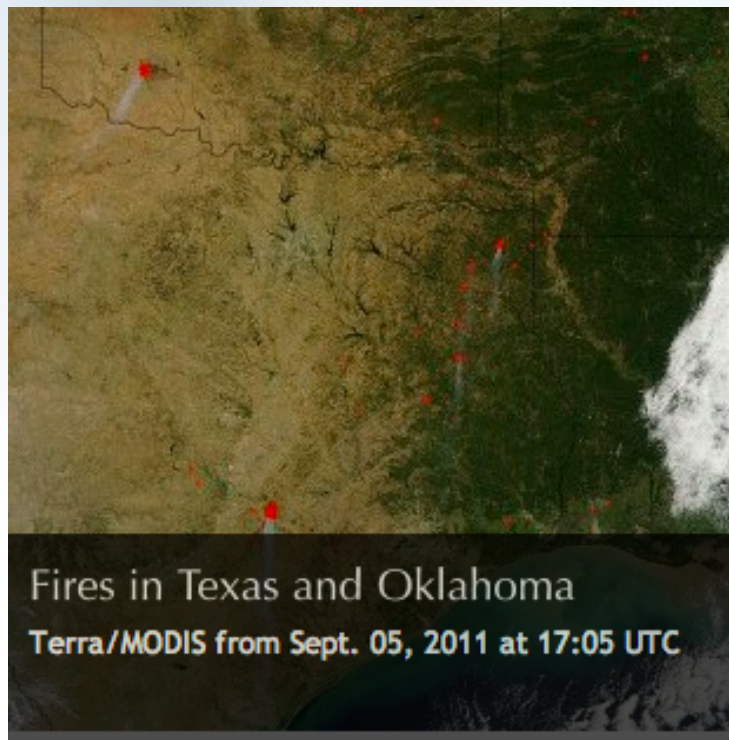 Fires in Texas and Oklahoma
Terra/MODIS from Sept. 05, 2011 at 17:05 UTC